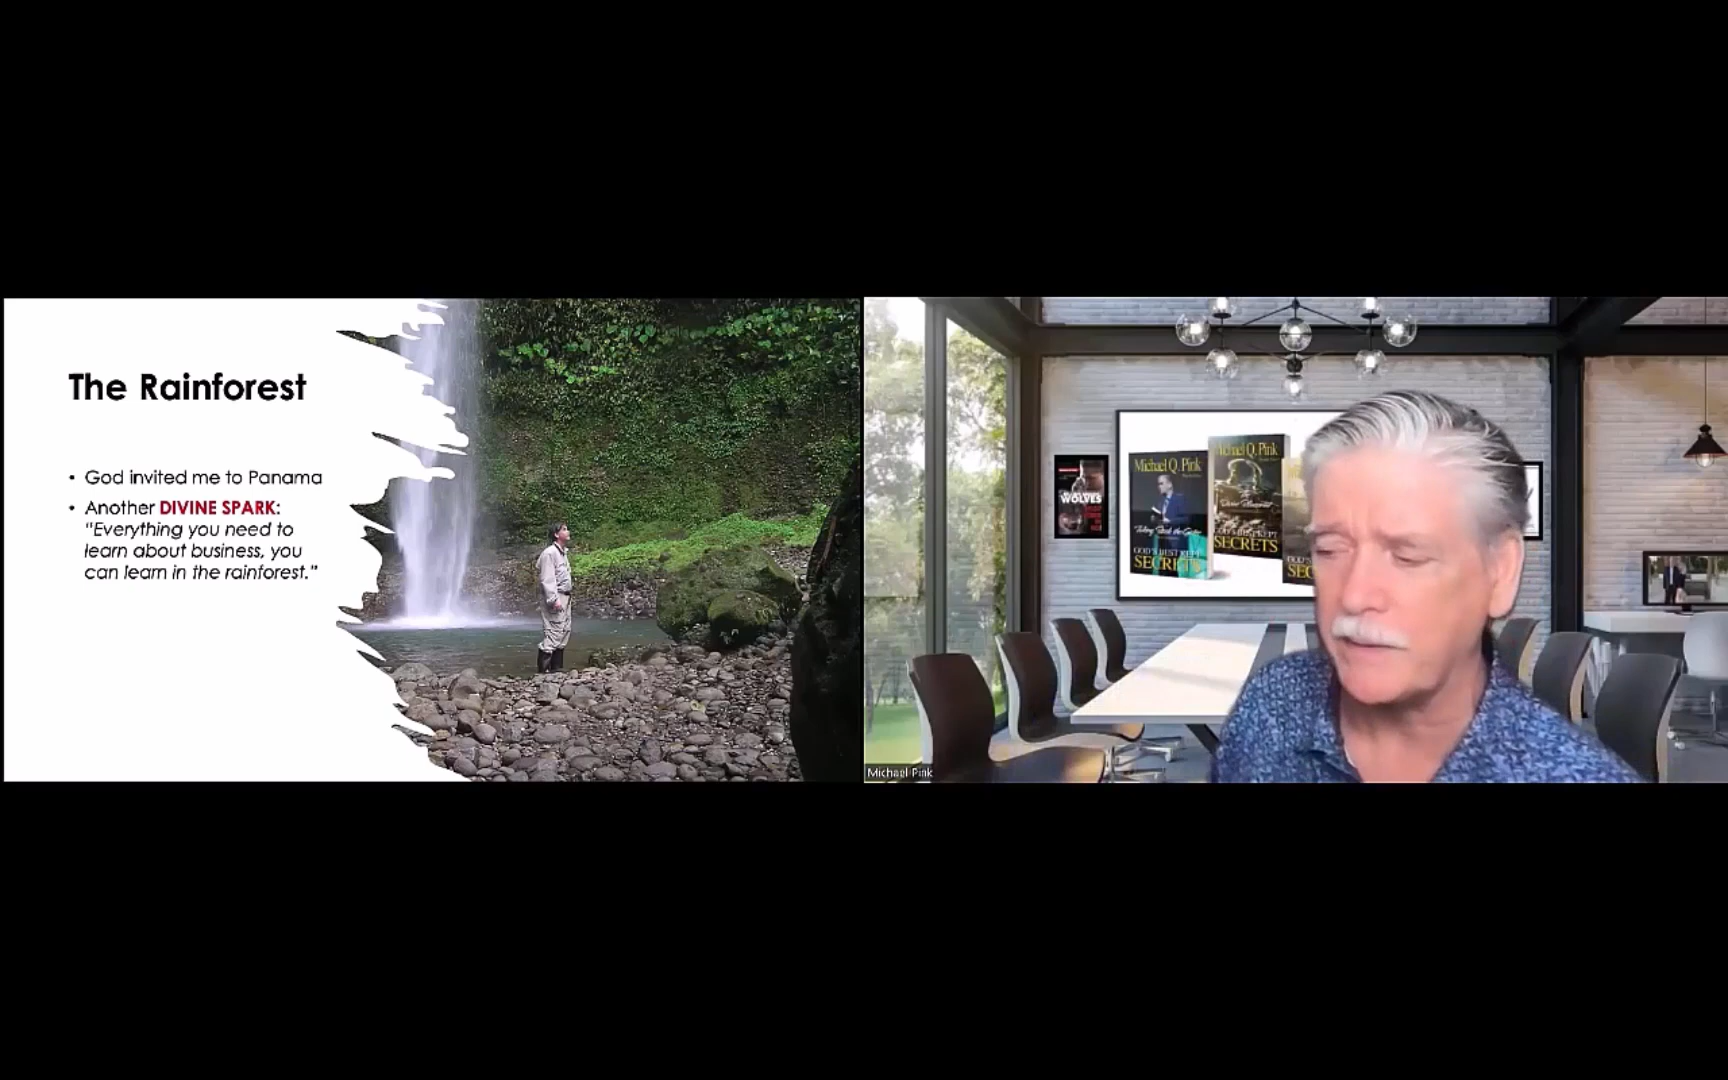 The Rainforest
• God invited me to Panama
• Another DIVINE SPARK:
"Everything you need to
learn about business, you
can learn in the rainforest."
WOLVES
Michael Q. Pink
GOD'S BEST KEPT
SECRETS
Michael Q. Pink
SECRETS
SEC
Michael Pink